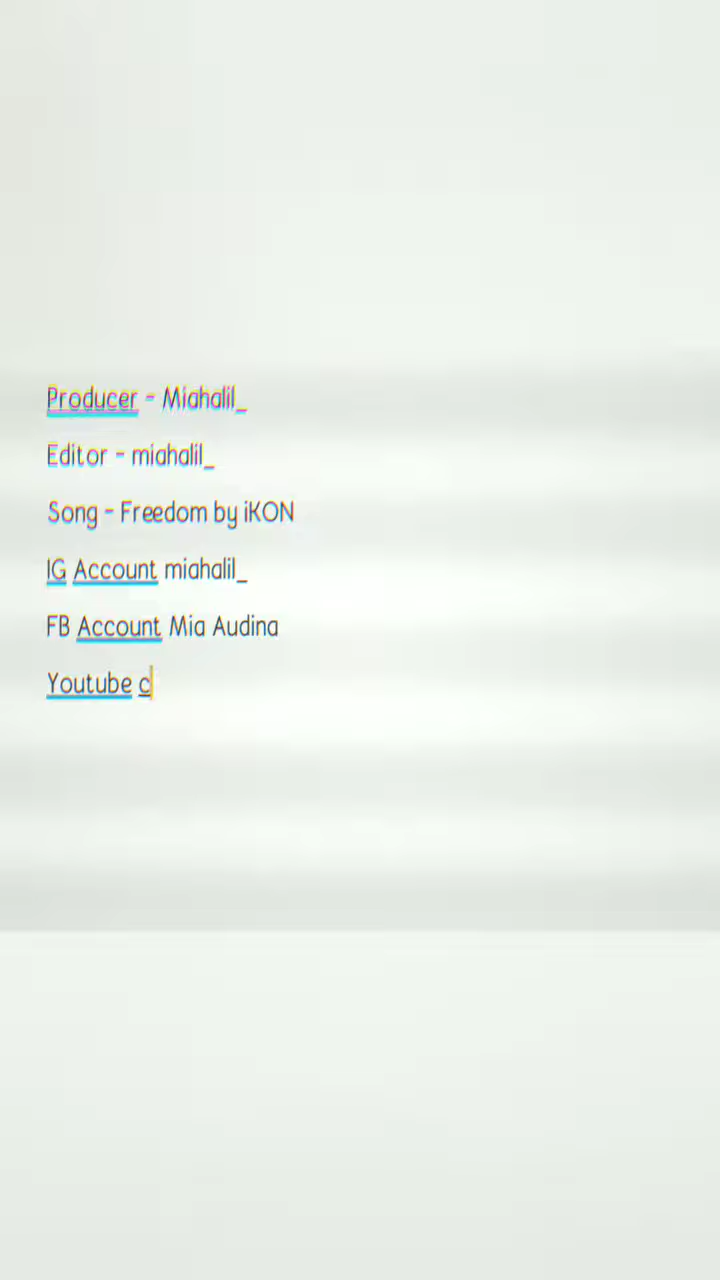 Producer - Miahalil_
Editor - miahalil_
Song - Freedom by iKON
IG Account miahalil_
FB Account Mia Audina
Youtube c